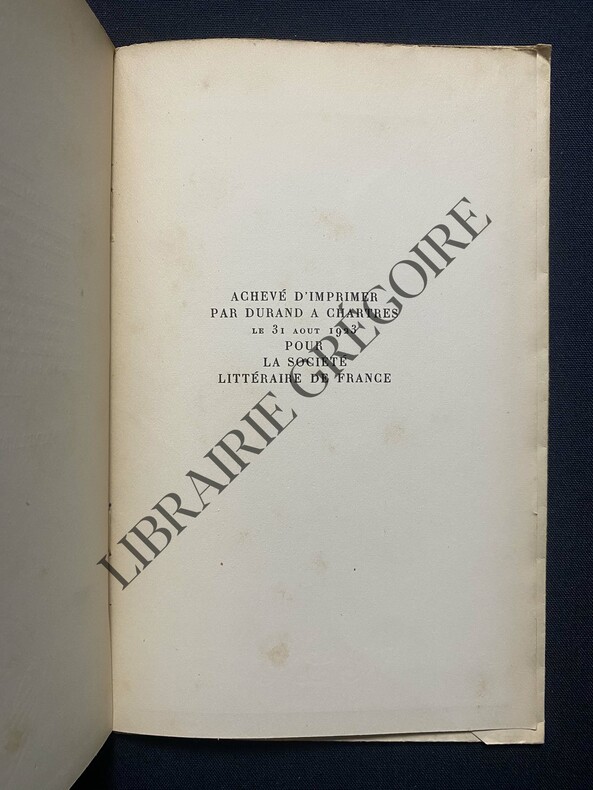 ACHEVÉ D'IMPRIMER
PAR DURAND A CHARTRES
LE 31 AOUT 1923
POUR
LA SOCIÉTÉ
LITTÉRAIRE DE FRANCE
LIBRAIRIE GRÉGOIRE